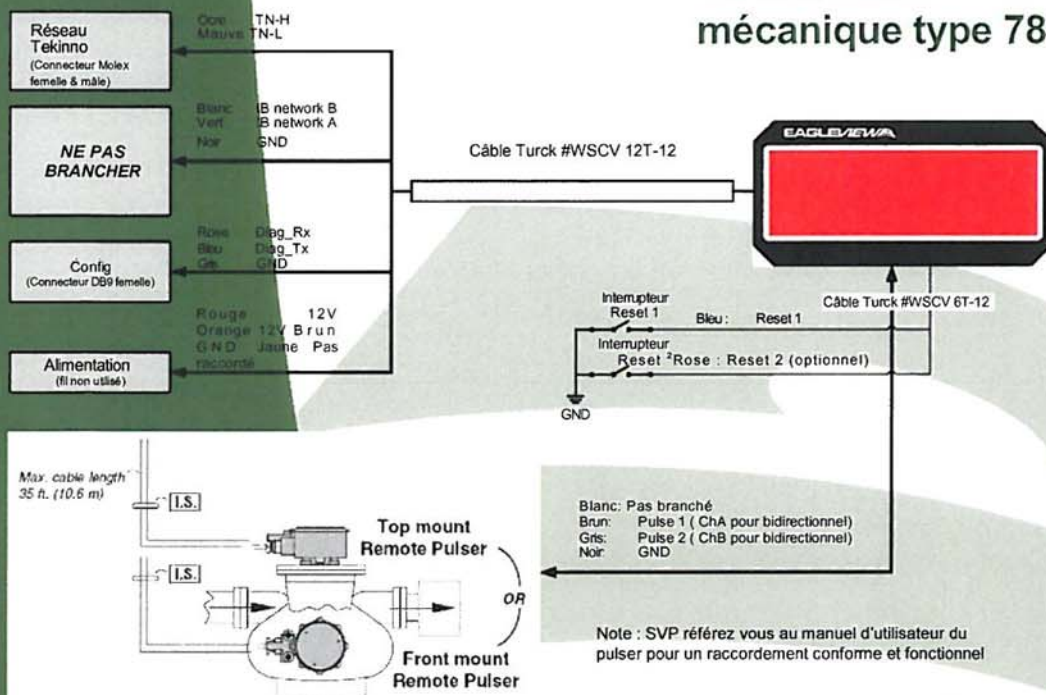 mécanique type 78
Réseau
Tekinno
(Connecteur Molex
femelle & mâle)
Ocre TN-H
Mauve TN-L
NE PAS
BRANCHER
Blanc IB network B
Vert IB network A
Noir GND
Câble Turck #WSCV 12T-12
EAGLEVIEW
Config
(Connecteur DB9 femelle)
Rose Diag_Rx
Bleu Diag_Tx
Gris GND
Alimentation
(fil non utilisé)
Rouge 12V
Orange 12V Brun
GND Jaune Pas
raccordé
Câble Turck #WSCV 6T-12
Interrupteur
Reset 1
Bleu : Reset 1
Interrupteur
Reset ²Rose : Reset 2 (optionnel)
GND
Max. cable length
35 ft. (10.6 m)
I.S.
I.S.
Top mount
Remote Pulser
OR
Front mount
Remote Pulser
Blanc: Pas branché
Brun: Pulse 1 ( ChA pour bidirectionnel)
Gris: Pulse 2 ( ChB pour bidirectionnel)
Noir: GND
Note : SVP référez vous au manuel d'utilisateur du
pulser pour un raccordement conforme et fonctionnel